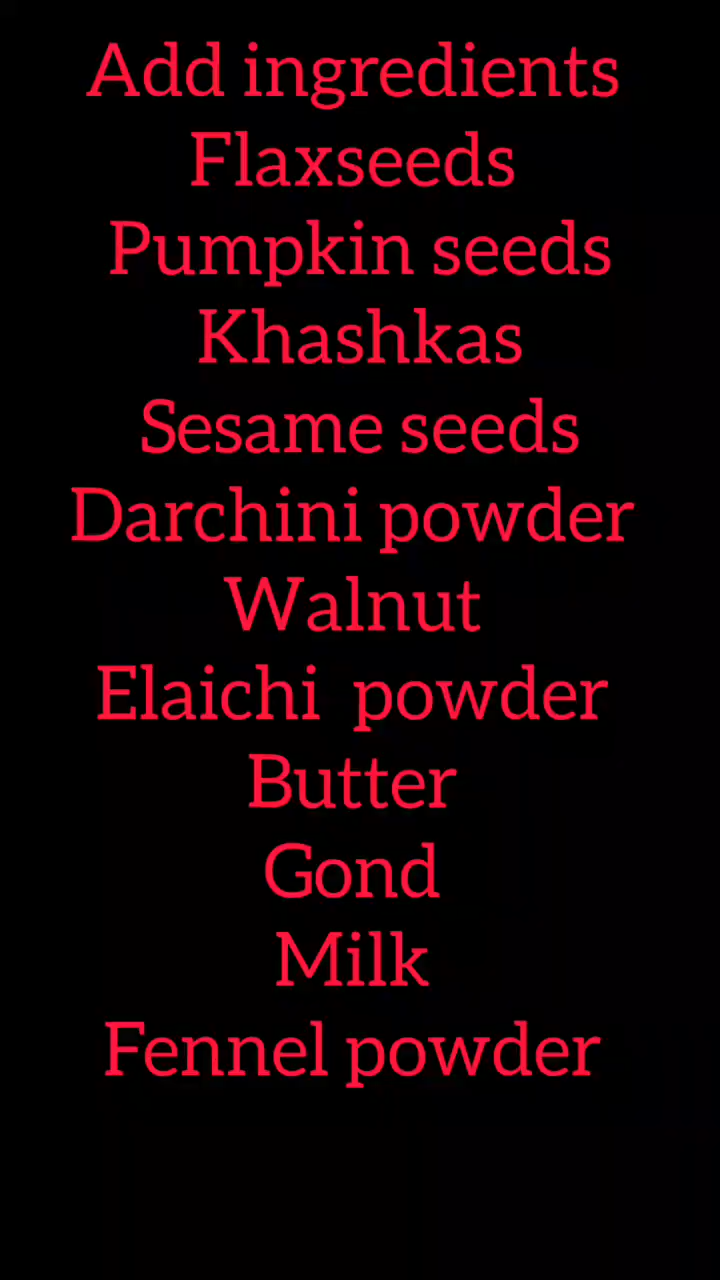 Add ingredients
Flaxseeds
Pumpkin seeds
Khashkas
Sesame seeds
Darchini powder
Walnut
Elaichi powder
Butter
Gond
Milk
Fennel powder